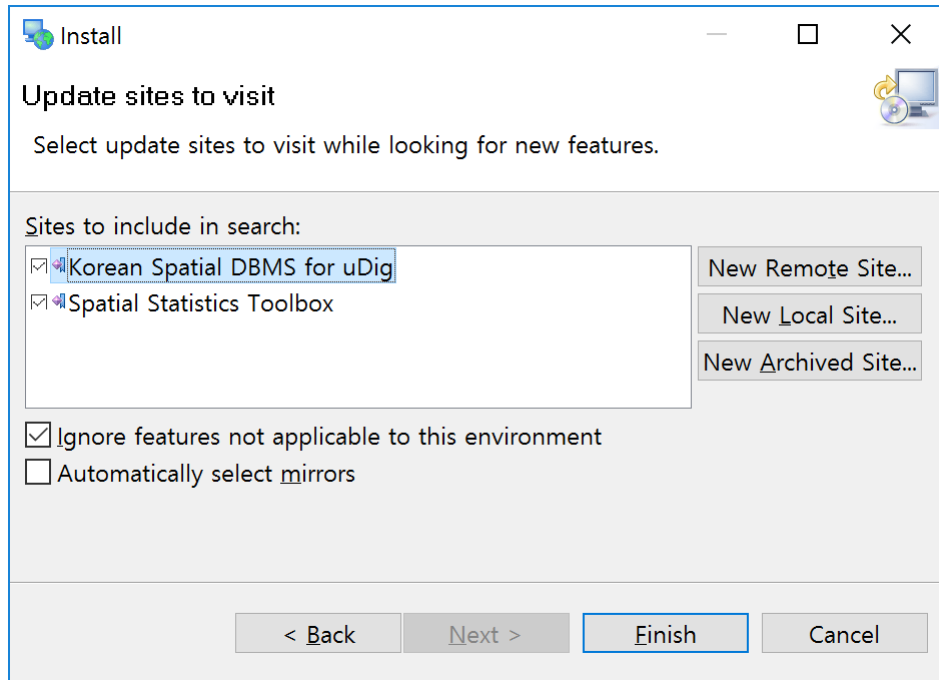 Install
Update sites to visit
Select update sites to visit while looking for new features.
Sites to include in search:
Korean Spatial DBMS for uDig
Spatial Statistics Toolbox
New Remote Site...
New Local Site...
New Archived Site...
Ignore features not applicable to this environment
Automatically select mirrors
< Back
Next >
Finish
Cancel